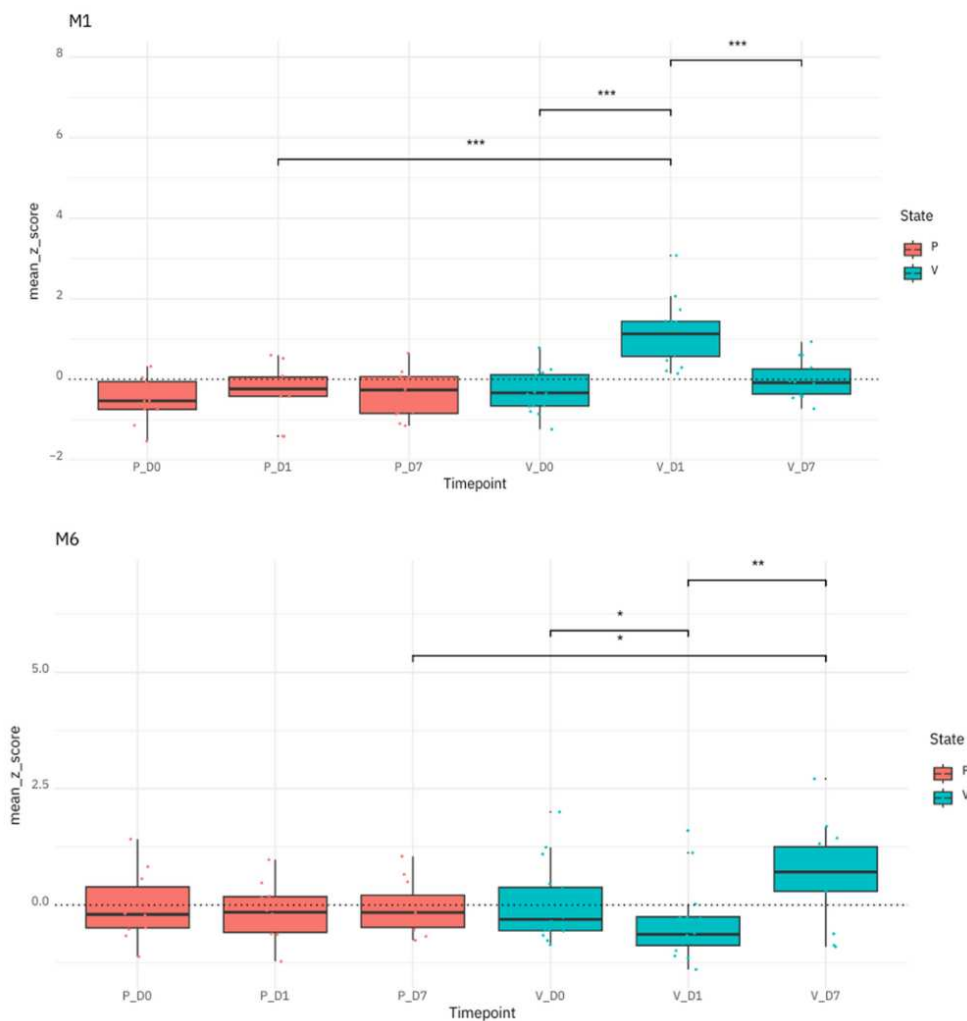 M1
8
***
***
6
***
4
mean_z_score
State
P
V
2
0
−2
P_D0 P_D1 P_D7 V_D0 V_D1 V_D7
Timepoint
M6
**
*
*
5.0
mean_z_score
State
P
V
2.5
0.0
P_D0 P_D1 P_D7 V_D0 V_D1 V_D7
Timepoint